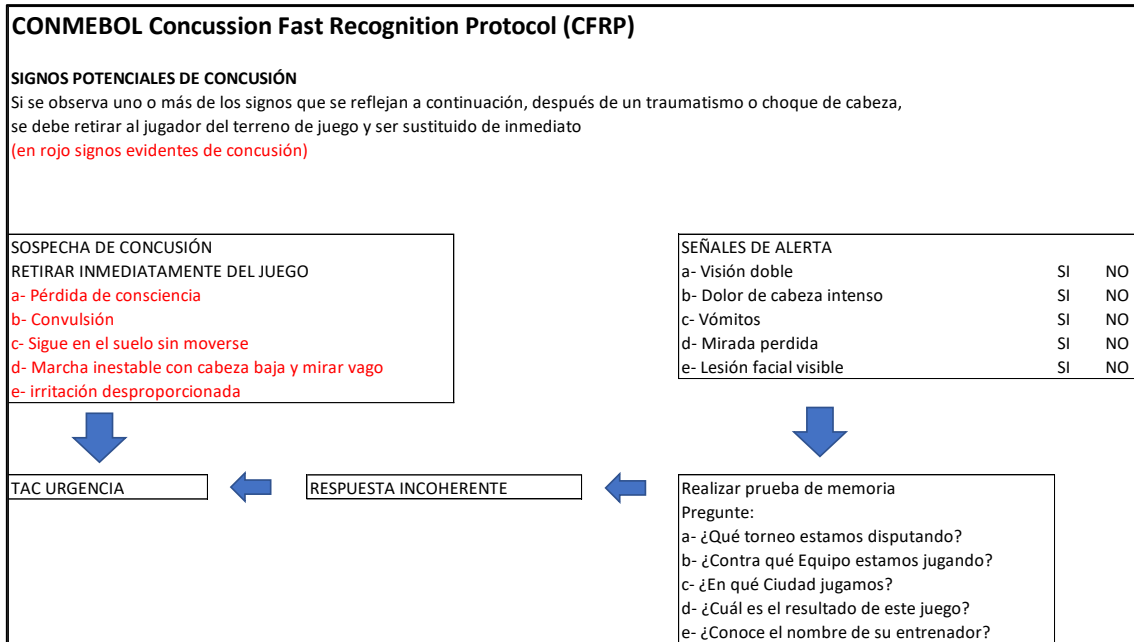 CONMEBOL Concussion Fast Recognition Protocol (CFRP)
SIGNOS POTENCIALES DE CONCUSIÓN
Si se observa uno o más de los signos que se reflejan a continuación, después de un traumatismo o choque de cabeza,
se debe retirar al jugador del terreno de juego y ser sustituido de inmediato
(en rojo signos evidentes de concusión)
SOSPECHA DE CONCUSIÓN
RETIRAR INMEDIATAMENTE DEL JUEGO
a- Pérdida de consciencia
b- Convulsión
c- Sigue en el suelo sin moverse
d- Marcha inestable con cabeza baja y mirar vago
e- irritación desproporcionada
SEÑALES DE ALERTA
a- Visión doble SI NO
b- Dolor de cabeza intenso SI NO
c- Vómitos SI NO
d- Mirada perdida SI NO
e- Lesión facial visible SI NO
TAC URGENCIA
RESPUESTA INCOHERENTE
Realizar prueba de memoria
Pregunte:
a- ¿Qué torneo estamos disputando?
b- ¿Contra qué Equipo estamos jugando?
c- ¿En qué Ciudad jugamos?
d- ¿Cuál es el resultado de este juego?
e- ¿Conoce el nombre de su entrenador?